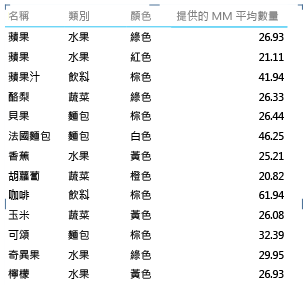 名稱 類別 顏色 提供的 MM 平均數量
蘋果 水果 綠色 26.93
蘋果 水果 紅色 21.11
蘋果汁 飲料 棕色 41.94
酪梨 蔬菜 綠色 26.33
貝果 麵包 棕色 26.44
法國麵包 麵包 白色 46.25
香蕉 水果 黃色 25.21
胡蘿蔔 蔬菜 橙色 20.82
咖啡 飲料 棕色 61.94
玉米 蔬菜 黃色 26.08
可頌 麵包 棕色 32.39
奇異果 水果 綠色 29.95
檸檬 水果 黃色 26.93